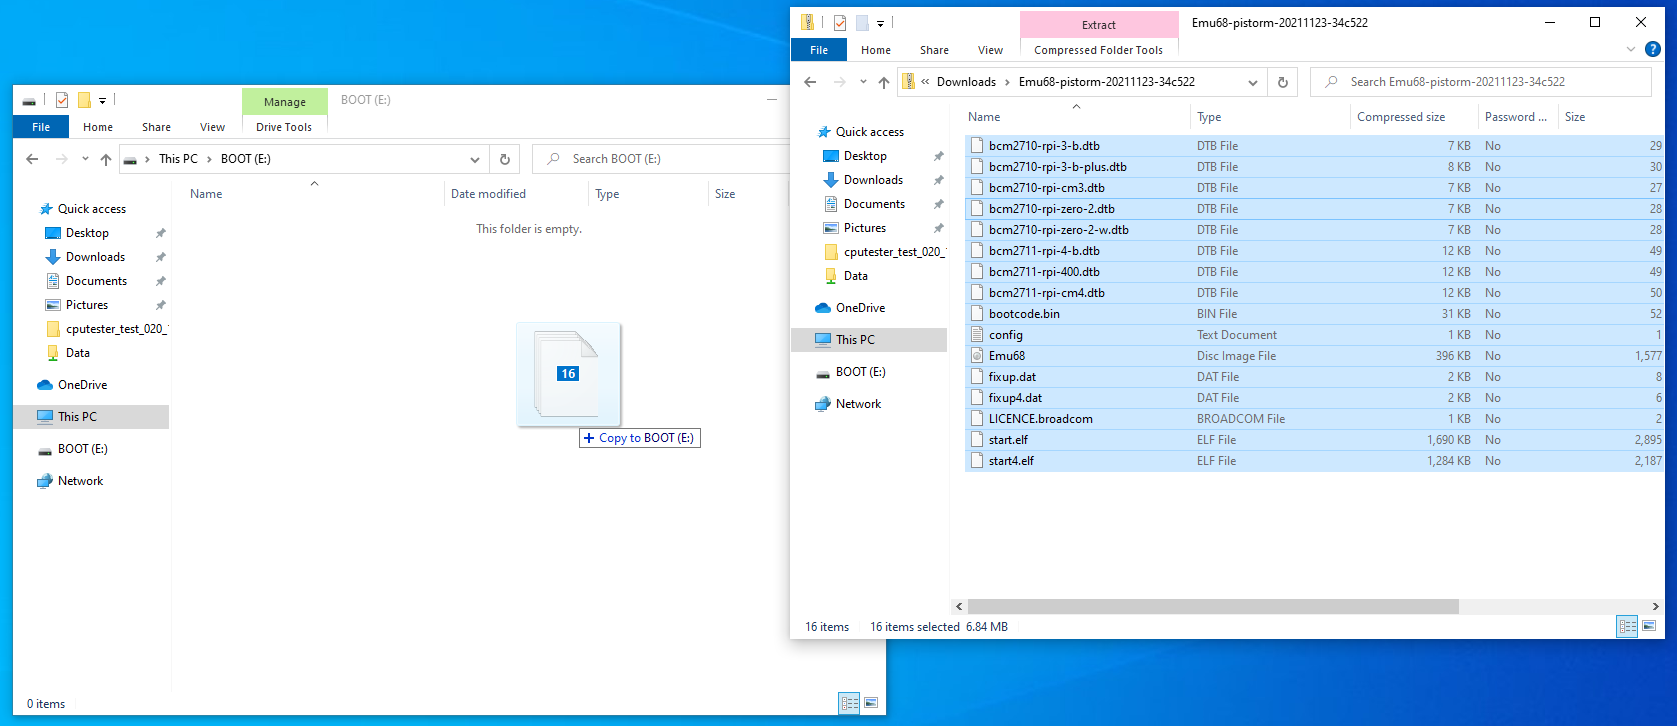 Manage
BOOT (E:)
File Home Share View Drive Tools
This PC > BOOT (E:)
Search BOOT (E:)
Name Date modified Type Size
This folder is empty.
Quick access
Desktop
Downloads
Documents
Pictures
cputester_test_020_
Data
OneDrive
This PC
BOOT (E:)
Network
16
+ Copy to BOOT (E:)
0 items
Extract
Emu68-pistorm-20211123-34c522
File Home Share View Compressed Folder Tools
« Downloads > Emu68-pistorm-20211123-34c522
Search Emu68-pistorm-20211123-34c522
Quick access
Desktop
Downloads
Documents
Pictures
cputester_test_020_
Data
OneDrive
This PC
BOOT (E:)
Network
Name Type Compressed size Password ... Size
bcm2710-rpi-3-b.dtb DTB File 7 KB No 29
bcm2710-rpi-3-b-plus.dtb DTB File 8 KB No 30
bcm2710-rpi-cm3.dtb DTB File 7 KB No 27
bcm2710-rpi-zero-2.dtb DTB File 7 KB No 28
bcm2710-rpi-zero-2-w.dtb DTB File 7 KB No 28
bcm2711-rpi-4-b.dtb DTB File 12 KB No 49
bcm2711-rpi-400.dtb DTB File 12 KB No 49
bcm2711-rpi-cm4.dtb DTB File 12 KB No 50
bootcode.bin BIN File 31 KB No 52
config Text Document 1 KB No 1
Emu68 Disc Image File 396 KB No 1,577
fixup.dat DAT File 2 KB No 8
fixup4.dat DAT File 2 KB No 6
LICENCE.broadcom BROADCOM File 1 KB No 2
start.elf ELF File 1,690 KB No 2,895
start4.elf ELF File 1,284 KB No 2,187
16 items 16 items selected 6.84 MB